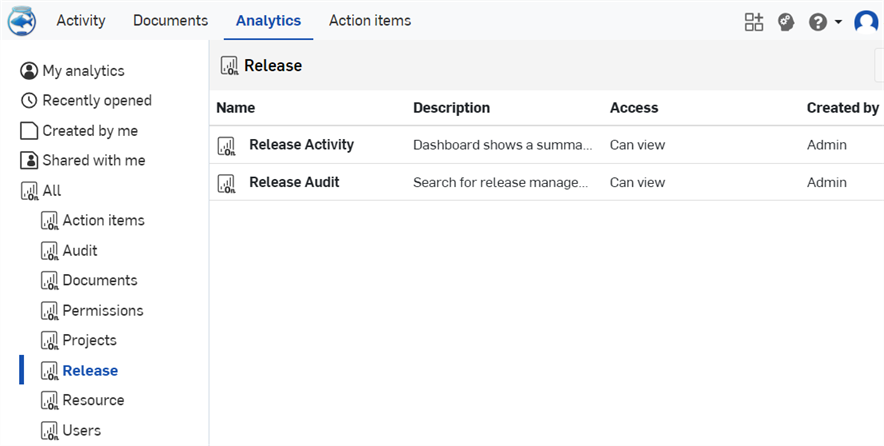 Activity Documents Analytics Action items
My analytics
Recently opened
Created by me
Shared with me
All
Action items
Audit
Documents
Permissions
Projects
Release
Resource
Users
Release
Name Description Access Created by
Release Activity Dashboard shows a summa... Can view Admin
Release Audit Search for release manage... Can view Admin